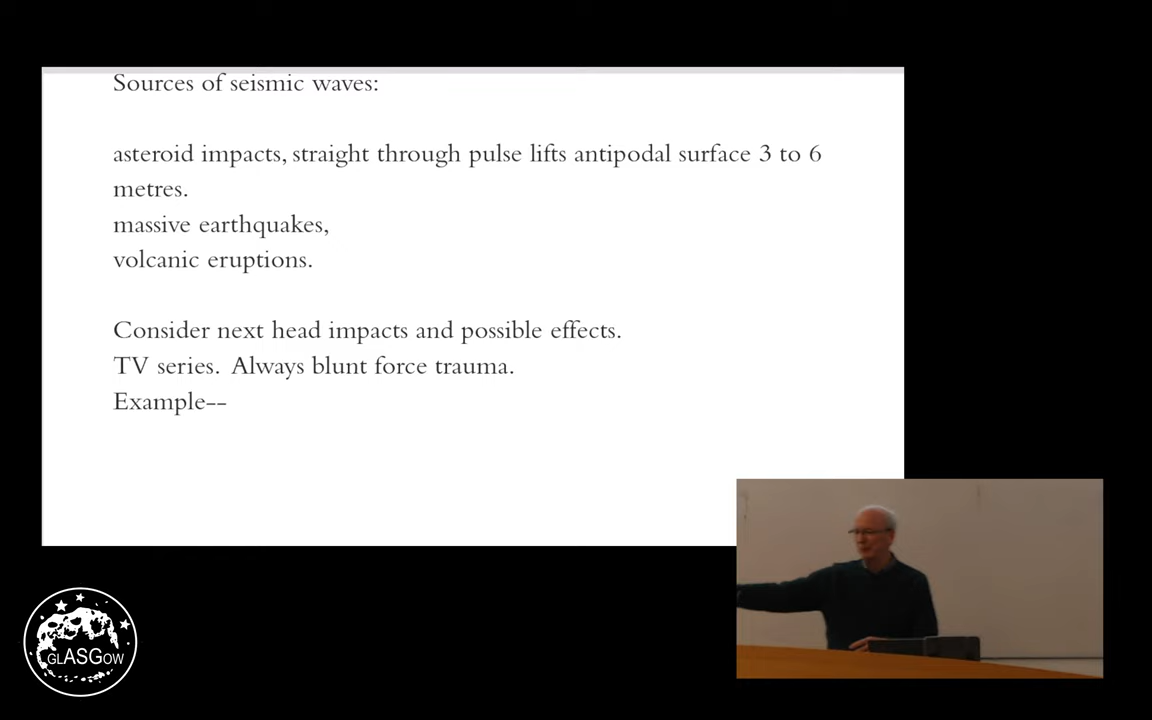 Sources of seismic waves:
asteroid impacts, straight through pulse lifts antipodal surface 3 to 6
metres.
massive earthquakes,
volcanic eruptions.
Consider next head impacts and possible effects.
TV series.  Always blunt force trauma.
Example--
GLASGOW